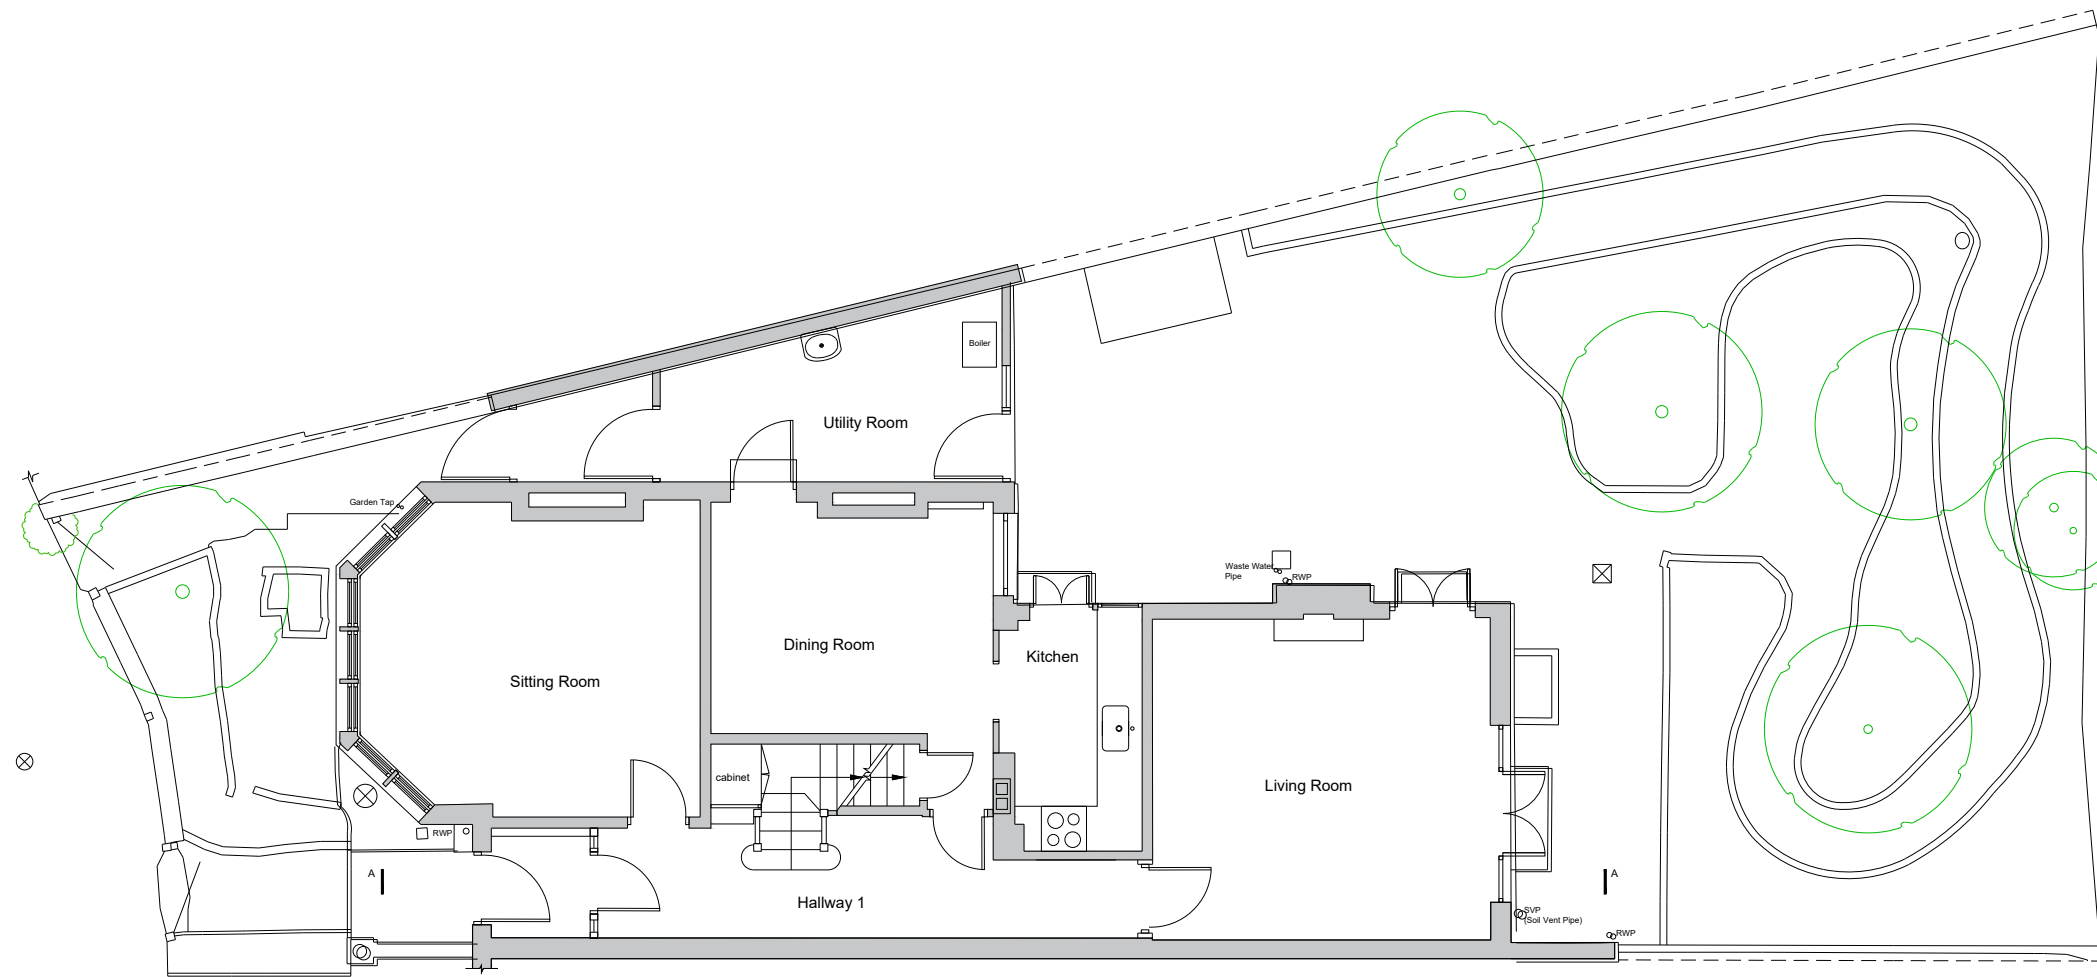 Boiler
Utility Room
Garden Tap
Waste Water
Pipe
RWP
Dining Room
Kitchen
Sitting Room
cabinet
Living Room
RWP
A
A
Hallway 1
SVP
(Soil Vent Pipe)
RWP